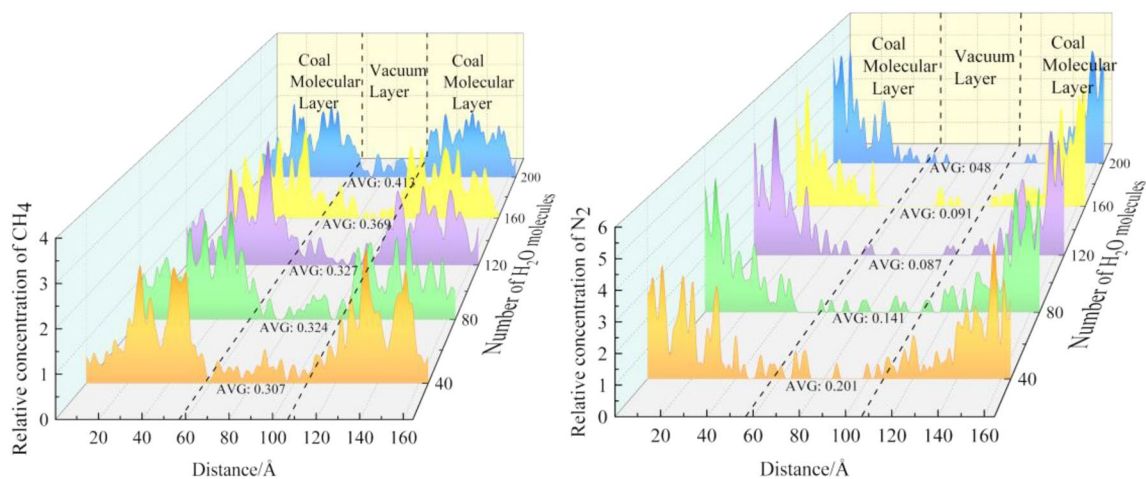 Coal
Molecular
Layer
Vacuum
Layer
Coal
Molecular
Layer
AVG: 0.413
AVG: 0.369
AVG: 0.327
AVG: 0.324
AVG: 0.307
Relative concentration of CH4
4
3
2
1
0
20 40 60 80 100 120 140 160
Distance/Å
40
80
120
160
200
Number of H2O molecules
Coal
Molecular
Layer
Vacuum
Layer
Coal
Molecular
Layer
AVG: 048
AVG: 0.091
AVG: 0.087
AVG: 0.141
AVG: 0.201
Relative concentration of N2
6
5
4
3
2
1
0
20 40 60 80 100 120 140 160
Distance/Å
40
80
120
160
200
Number of H2O molecules